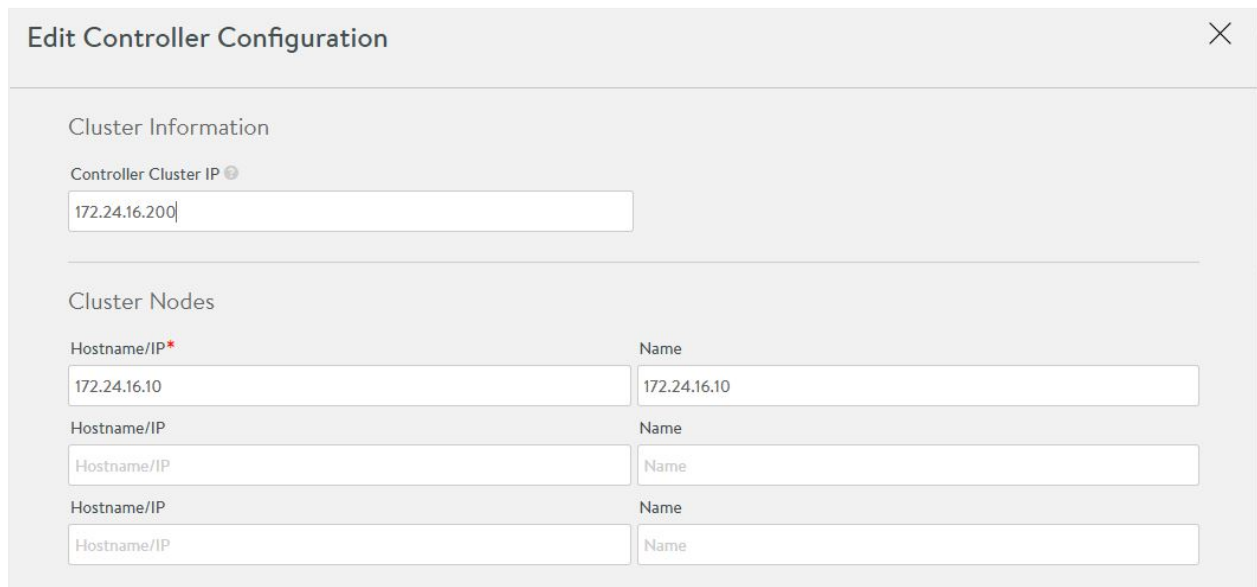 Edit Controller Configuration
Cluster Information
Controller Cluster IP ?
172.24.16.200
Cluster Nodes
Hostname/IP* Name
172.24.16.10 172.24.16.10
Hostname/IP Name
Hostname/IP Name
Hostname/IP Name
Hostname/IP Name